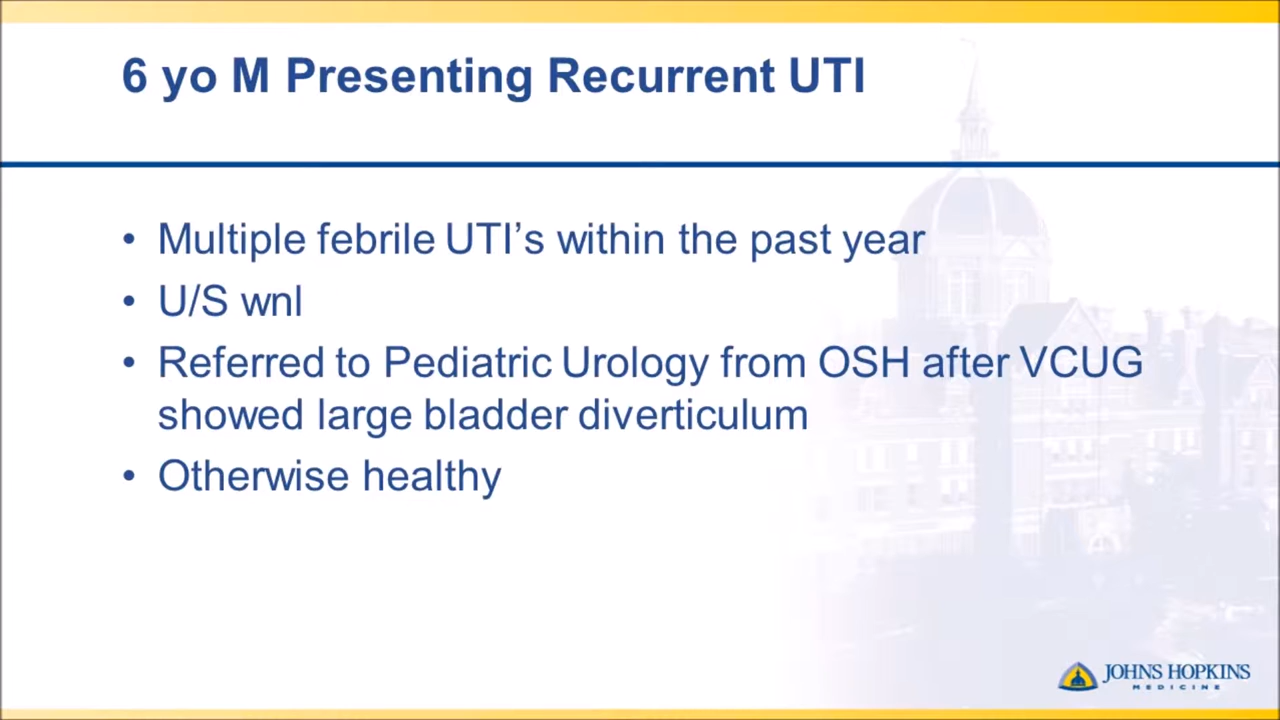 6 yo M Presenting Recurrent UTI
• Multiple febrile UTI's within the past year
• U/S wnl
• Referred to Pediatric Urology from OSH after VCUG
showed large bladder diverticulum
• Otherwise healthy
JOHNS HOPKINS
MEDICINE